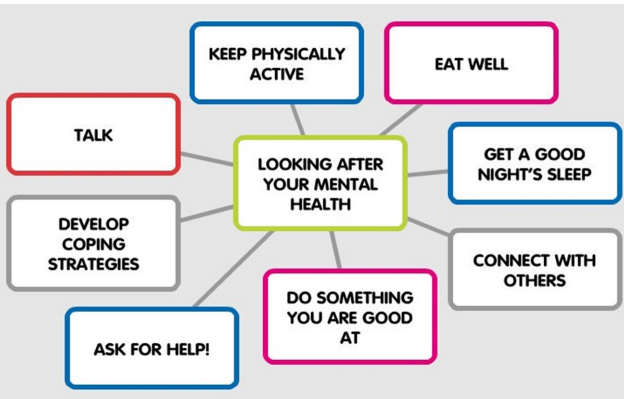 KEEP PHYSICALLY
ACTIVE
EAT WELL
TALK
LOOKING AFTER
YOUR MENTAL
HEALTH
GET A GOOD
NIGHT'S SLEEP
DEVELOP
COPING
STRATEGIES
CONNECT WITH
OTHERS
DO SOMETHING
YOU ARE GOOD
AT
ASK FOR HELP!